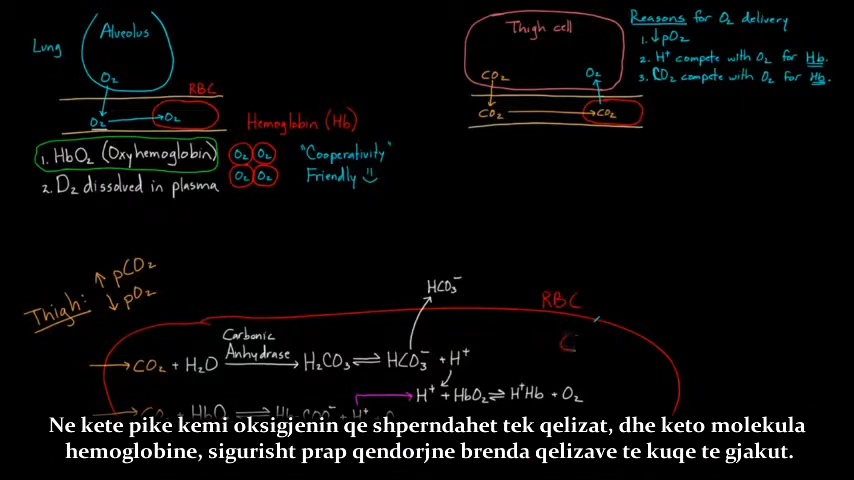 Lung
Alveolus
O₂
RBC
O₂
O₂
Hemoglobin (Hb)
1. HbO₂ (Oxyhemoglobin)
2. O₂ dissolved in plasma
O₂ O₂
O₂ O₂
"Cooperativity"
Friendly
Thigh cell
CO₂
O₂
CO₂
CO₂
Reasons for O₂ delivery
1. ↓pO₂
2. H⁺ compete with O₂ for Hb.
3. CO₂ compete with O₂ for Hb.
Thigh:
↑ pCO₂
↓ pO₂
HCO₃⁻
RBC
Carbonic
Anhydrase
CO₂ + H₂O → H₂CO₃ ⇌ HCO₃⁻ + H⁺
H⁺ + HbO₂ ⇌ H⁺Hb + O₂
Ne kete pike kemi oksigjenin qe shperndahet tek qelizat, dhe keto molekula
hemoglobine, sigurisht prap qendorjne brenda qelizave te kuqe te gjakut.